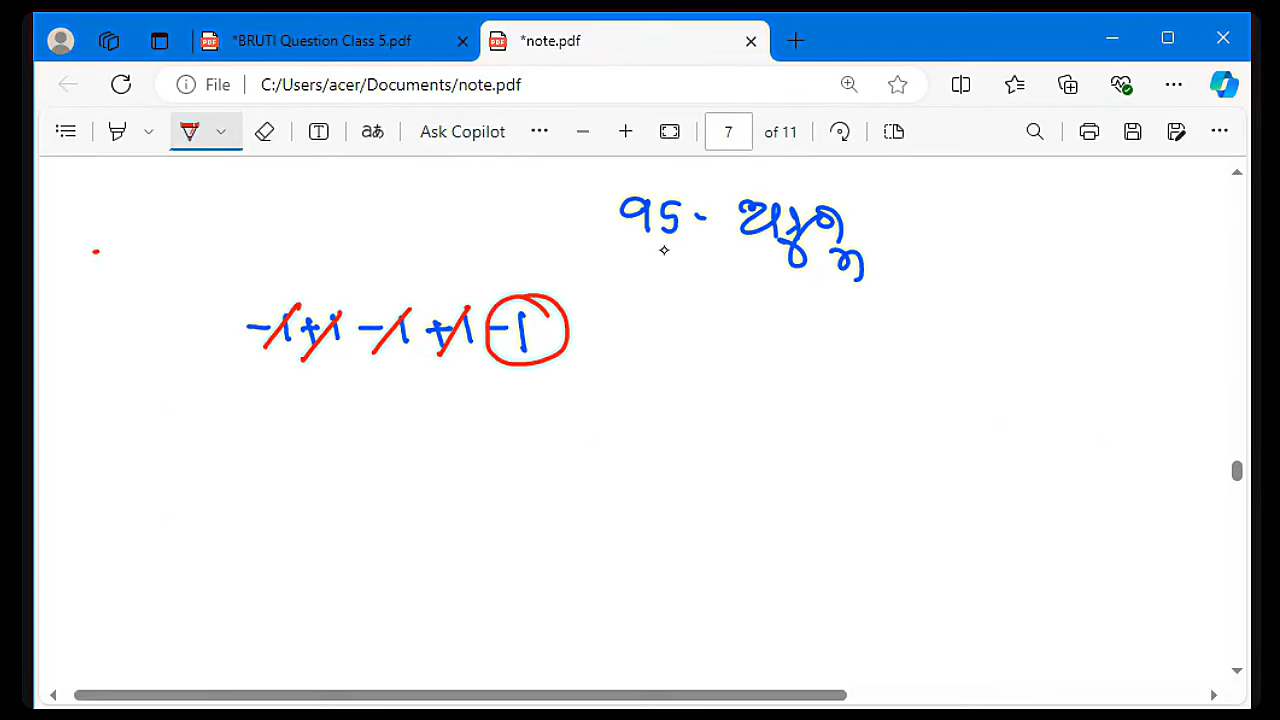 *BRUTI Question Class 5.pdf
*note.pdf
File
C:/Users/acer/Documents/note.pdf
Ask Copilot
7 of 11
95 -
-1+1 -1 +1 -1